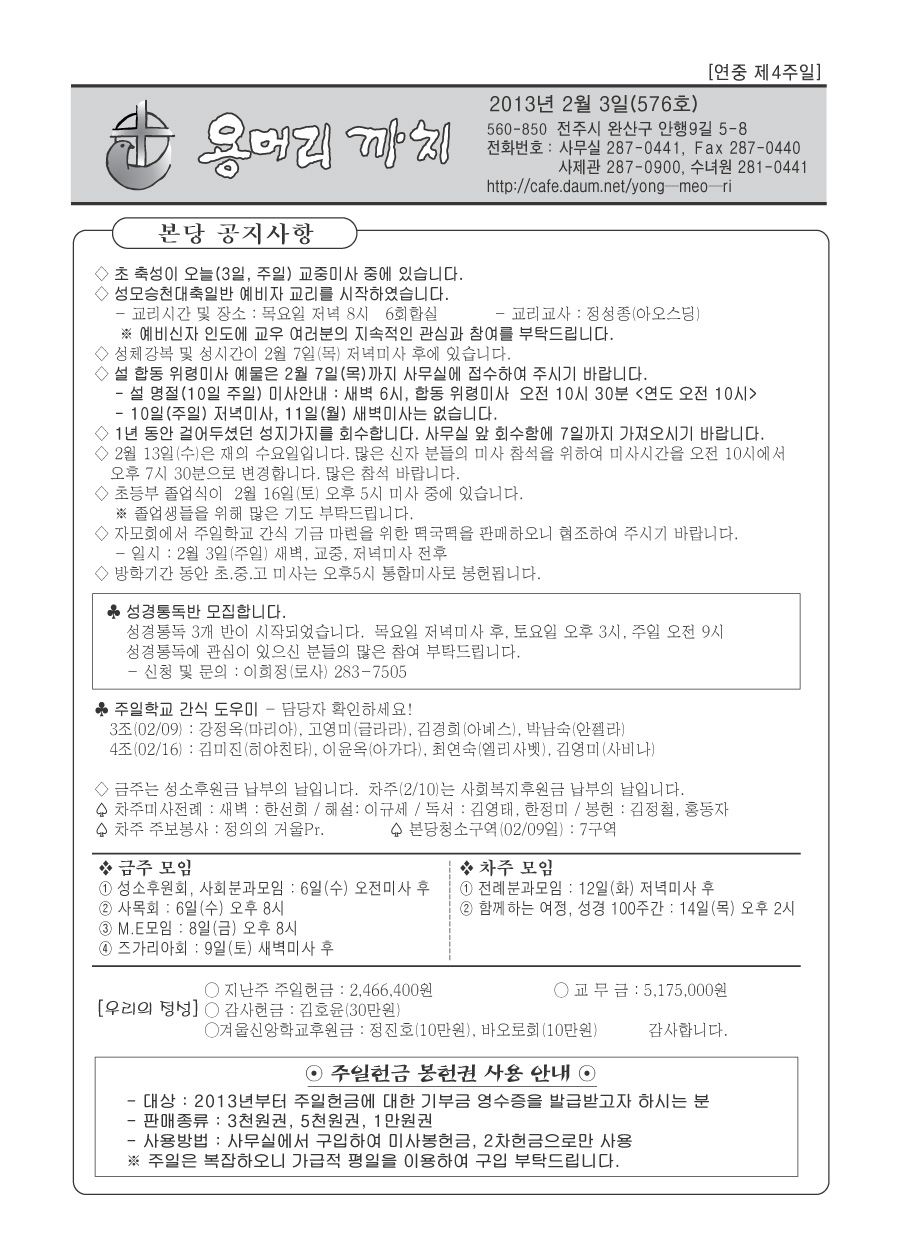 [연중 제4주일]
용머리 까치
2013년 2월 3일(576호)
560-850 전주시 완산구 안행9길 5-8
전화번호 : 사무실 287-0441, Fax 287-0440
사제관 287-0900, 수녀원 281-0441
http://cafe.daum.net/yong―meo―ri
본당 공지사항
◇ 초 축성이 오늘(3일, 주일) 교중미사 중에 있습니다.
◇ 성모승천대축일반 예비자 교리를 시작하였습니다.
- 교리시간 및 장소 : 목요일 저녁 8시 6회합실 - 교리교사 : 정성종(아오스딩)
※ 예비신자 인도에 교우 여러분의 지속적인 관심과 참여를 부탁드립니다.
◇ 성체강복 및 성시간이 2월 7일(목) 저녁미사 후에 있습니다.
◇ 설 합동 위령미사 예물은 2월 7일(목)까지 사무실에 접수하여 주시기 바랍니다.
- 설 명절(10일 주일) 미사안내 : 새벽 6시, 합동 위령미사 오전 10시 30분 <연도 오전 10시>
- 10일(주일) 저녁미사, 11일(월) 새벽미사는 없습니다.
◇ 1년 동안 걸어두셨던 성지가지를 회수합니다. 사무실 앞 회수함에 7일까지 가져오시기 바랍니다.
◇ 2월 13일(수)은 재의 수요일입니다. 많은 신자 분들의 미사 참석을 위하여 미사시간을 오전 10시에서
오후 7시 30분으로 변경합니다. 많은 참석 바랍니다.
◇ 초등부 졸업식이 2월 16일(토) 오후 5시 미사 중에 있습니다.
※ 졸업생들을 위해 많은 기도 부탁드립니다.
◇ 자모회에서 주일학교 간식 기금 마련을 위한 떡국떡을 판매하오니 협조하여 주시기 바랍니다.
- 일시 : 2월 3일(주일) 새벽, 교중, 저녁미사 전후
◇ 방학기간 동안 초.중.고 미사는 오후5시 통합미사로 봉헌됩니다.
♣ 성경통독반 모집합니다.
성경통독 3개 반이 시작되었습니다. 목요일 저녁미사 후, 토요일 오후 3시, 주일 오전 9시
성경통독에 관심이 있으신 분들의 많은 참여 부탁드립니다.
- 신청 및 문의 : 이희정(로사) 283-7505
♣ 주일학교 간식 도우미 - 담당자 확인하세요!
3조(02/09) : 강정옥(마리아), 고영미(글라라), 김경희(아녜스), 박남숙(안젤라)
4조(02/16) : 김미진(히야친타), 이윤옥(아가다), 최연숙(엘리사벳), 김영미(사비나)
◇ 금주는 성소후원금 납부의 날입니다. 차주(2/10)는 사회복지후원금 납부의 날입니다.
♤ 차주미사전례 : 새벽 : 한선희 / 해설: 이규세 / 독서 : 김영태, 한정미 / 봉헌 : 김정철, 홍동자
♤ 차주 주보봉사 : 정의의 거울Pr. ♤ 본당청소구역(02/09일) : 7구역
❖ 금주 모임
① 성소후원회, 사회분과모임 : 6일(수) 오전미사 후
② 사목회 : 6일(수) 오후 8시
③ M.E모임 : 8일(금) 오후 8시
④ 즈가리아회 : 9일(토) 새벽미사 후
❖ 차주 모임
① 전례분과모임 : 12일(화) 저녁미사 후
② 함께하는 여정, 성경 100주간 : 14일(목) 오후 2시
[우리의 정성]
○ 지난주 주일헌금 : 2,466,400원 ○ 교 무 금 : 5,175,000원
○ 감사헌금 : 김호윤(30만원)
○겨울신앙학교후원금 : 정진호(10만원), 바오로회(10만원) 감사합니다.
⊙ 주일헌금 봉헌권 사용 안내 ⊙
- 대상 : 2013년부터 주일헌금에 대한 기부금 영수증을 발급받고자 하시는 분
- 판매종류 : 3천원권, 5천원권, 1만원권
- 사용방법 : 사무실에서 구입하여 미사봉헌금, 2차헌금으로만 사용
※ 주일은 복잡하오니 가급적 평일을 이용하여 구입 부탁드립니다.